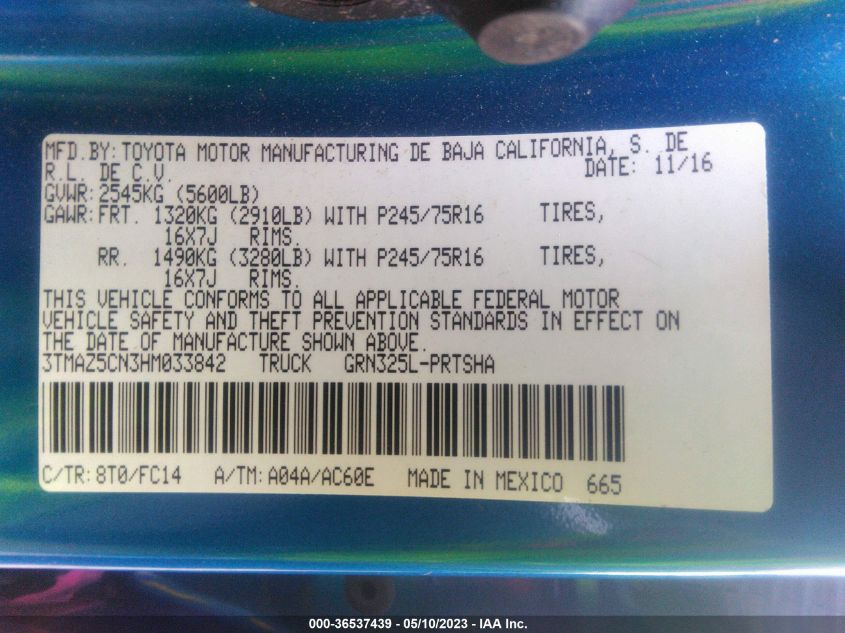 MFD.BY: TOYOTA MOTOR MANUFACTURING DE BAJA CALIFORNIA, S. DE
R.L. DE C.V. DATE: 11/16
GVWR: 2545KG (5600LB)
GAWR: FRT. 1320KG (2910LB) WITH P245/75R16 TIRES,
16X7J RIMS.
RR. 1490KG (3280LB) WITH P245/75R16 TIRES,
16X7J RIMS.
THIS VEHICLE CONFORMS TO ALL APPLICABLE FEDERAL MOTOR
VEHICLE SAFETY AND THEFT PREVENTION STANDARDS IN EFFECT ON
THE DATE OF MANUFACTURE SHOWN ABOVE.
3TMAZ5CN3HM033842 TRUCK GRN325L-PRTSHA
C/TR: 8T0/FC14 A/TM: A04A/AC60E MADE IN MEXICO 665
000-36537439 - 05/10/2023 - IAA Inc.